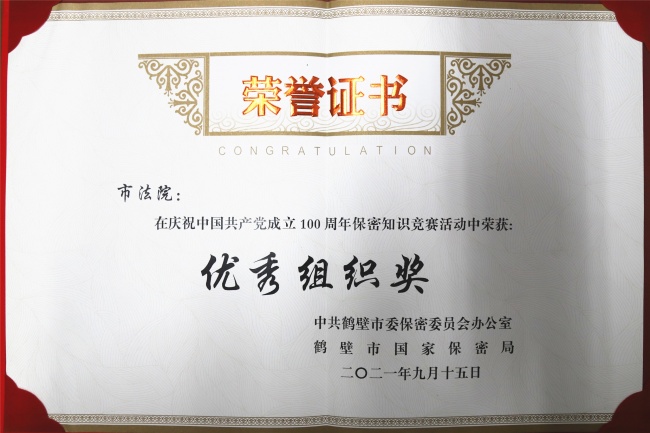 荣誉证书
CONGRATULATION
市法院：
在庆祝中国共产党成立100周年保密知识竞赛活动中荣获：
优秀组织奖
中共鹤壁市委保密委员会办公室
鹤壁市国家保密局
二〇二一年九月十五日